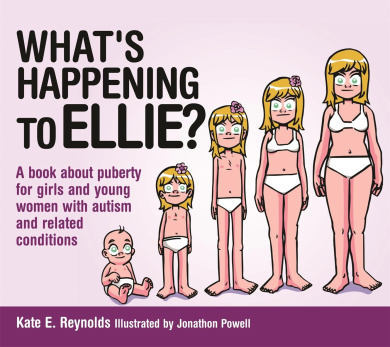 WHAT'S
HAPPENING
TO ELLIE?
A book about puberty
for girls and young
women with autism
and related
conditions
Kate E. Reynolds Illustrated by Jonathon Powell